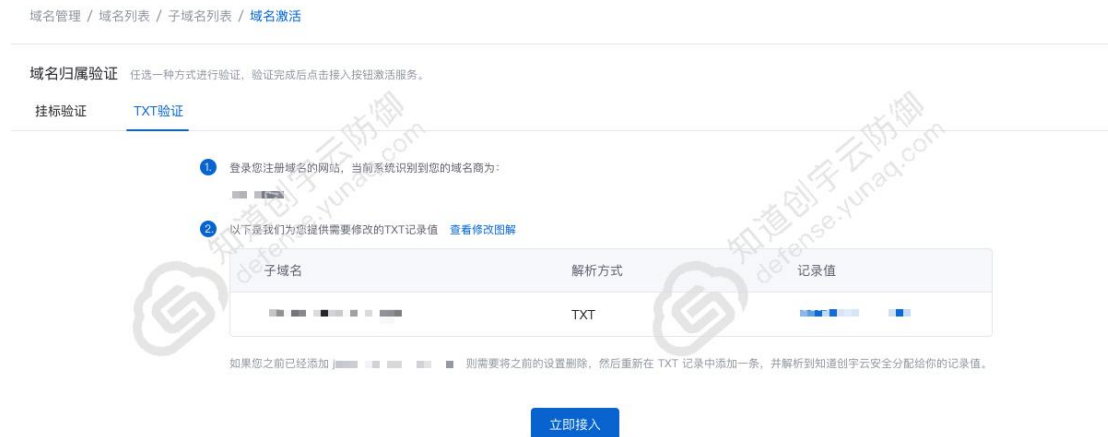 域名管理 / 域名列表 / 子域名列表 / 域名激活
域名归属验证 任选一种方式进行验证，验证完成后点击接入按钮激活服务。
挂标验证 TXT验证
1. 登录您注册域名的网站，当前系统识别到您的域名商为：
2. 以下是我们为您提供需要修改的TXT记录值 查看修改图解
子域名 解析方式 记录值
TXT
如果您之前已经添加 j 则需要将之前的设置删除，然后重新在 TXT 记录中添加一条，并解析到知道创宇云安全分配给你的记录值。
立即接入
知道创宇云防御
defense.yunaq.com
知道创宇云防御
defense.yunaq.com